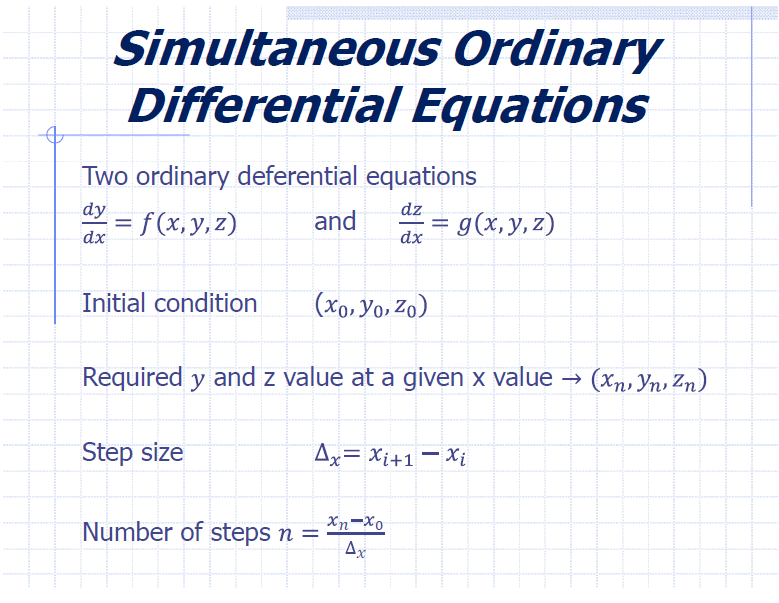 Simultaneous Ordinary
Differential Equations
Two ordinary deferential equations
dy/dx = f(x, y, z) and dz/dx = g(x, y, z)
Initial condition (x₀, y₀, z₀)
Required y and z value at a given x value → (xₙ, yₙ, zₙ)
Step size Δₓ= xᵢ₊₁ − xᵢ
Number of steps n = (xₙ−x₀)/Δₓ